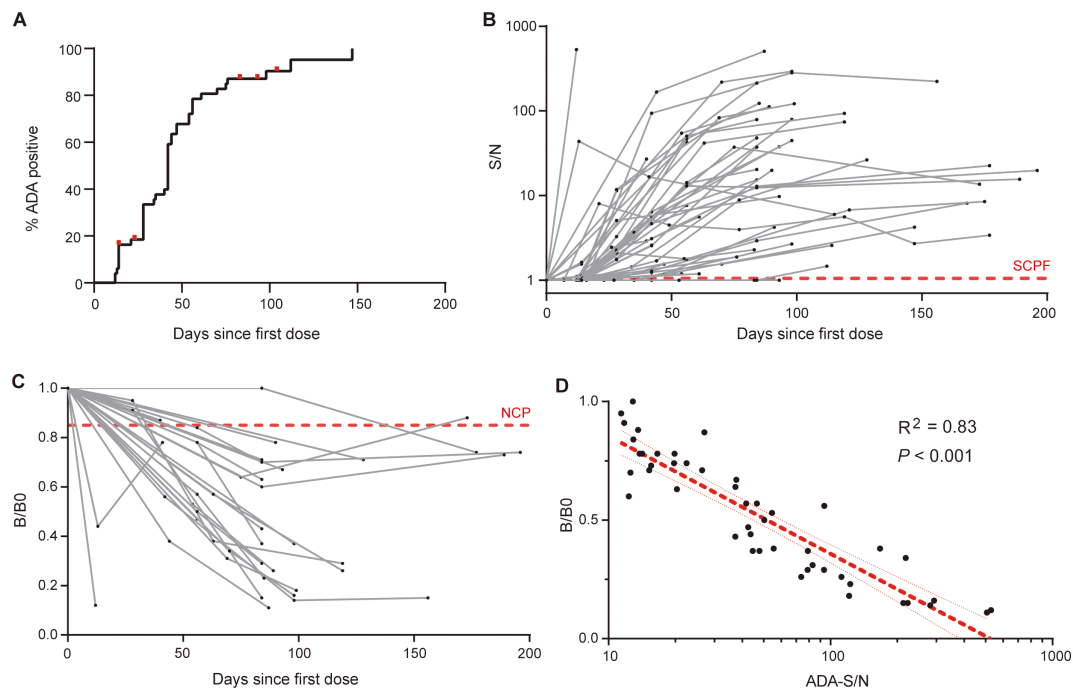 A
100
80
60
40
20
0
% ADA positive
0 50 100 150 200
Days since first dose
B
1000
100
10
1
S/N
SCPF
0 50 100 150 200
Days since first dose
C
1.0
0.8
0.6
0.4
0.2
0.0
B/B0
NCP
0 50 100 150 200
Days since first dose
D
1.0
0.5
0.0
B/B0
R² = 0.83
P < 0.001
10 100 1000
ADA-S/N